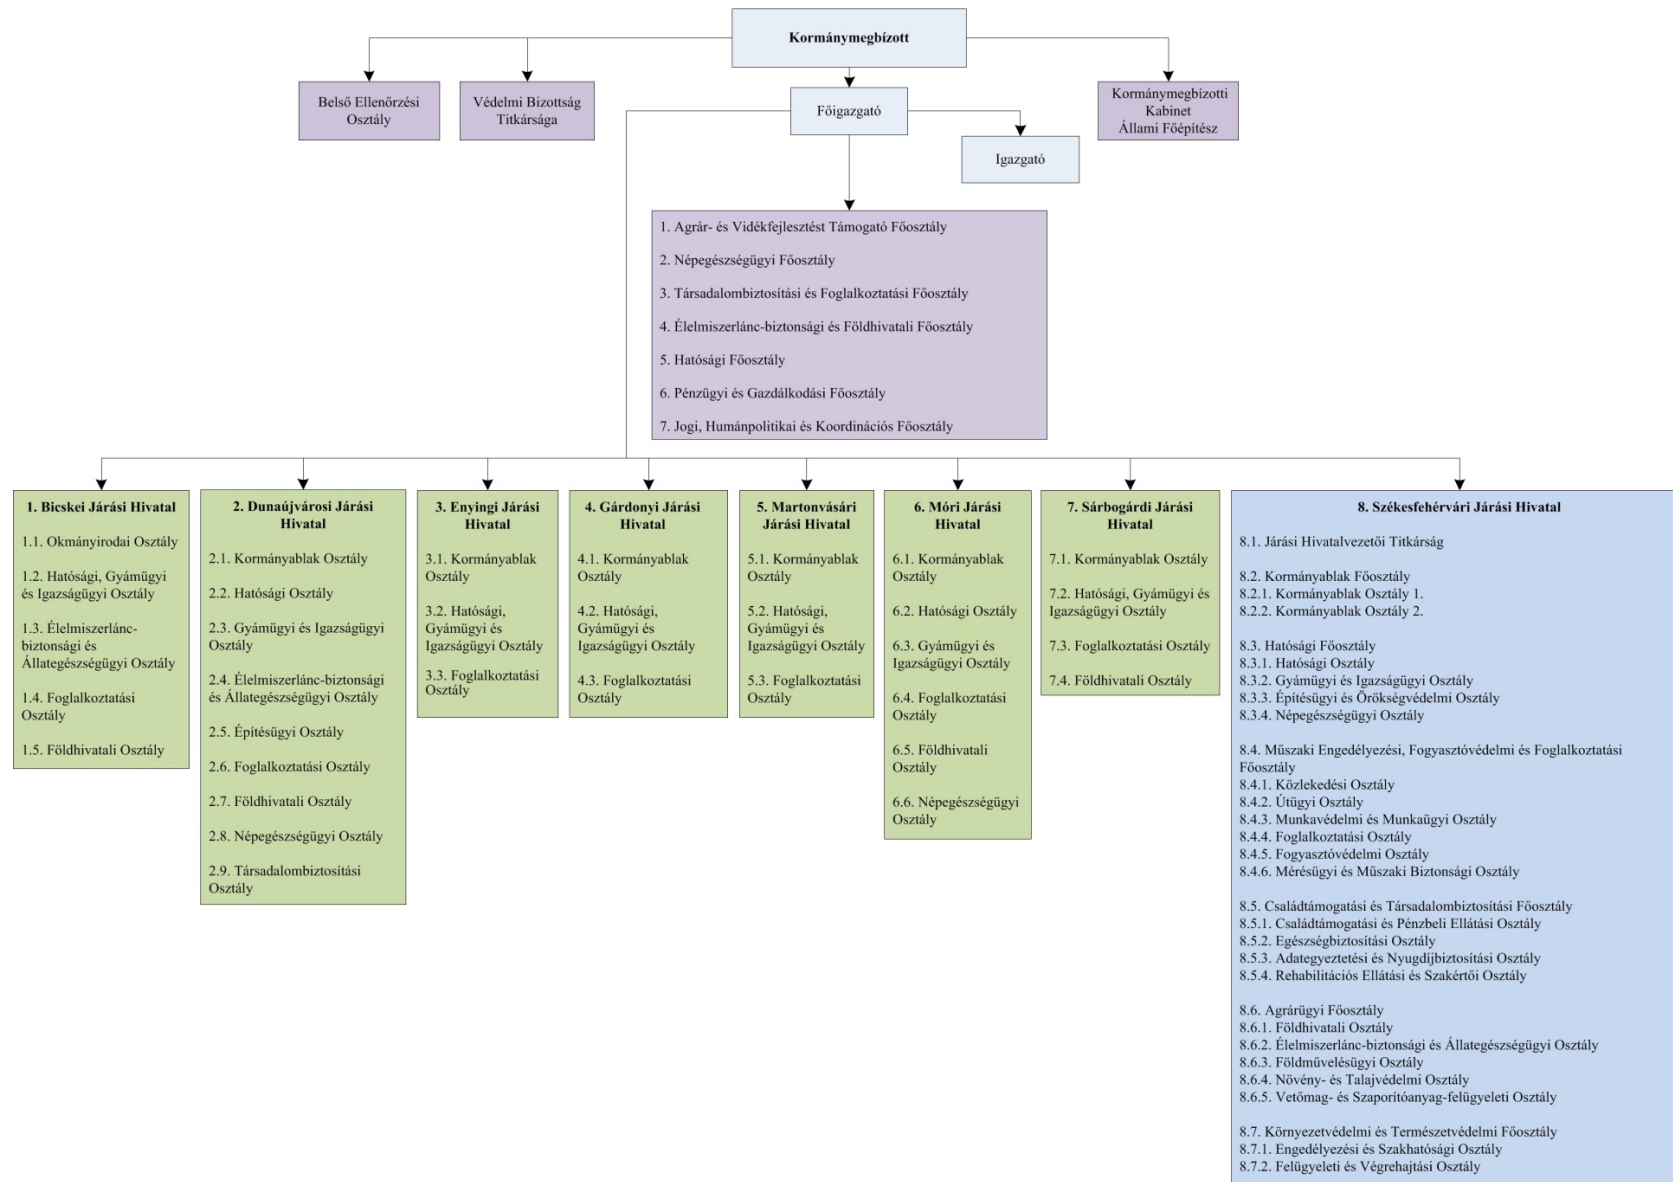 Kormánymegbízott
Belső Ellenőrzési
Osztály
Védelmi Bizottság
Titkársága
Főigazgató
Kormánymegbízotti
Kabinet
Állami Főépítész
Igazgató
1. Agrár- és Vidékfejlesztést Támogató Főosztály
2. Népegészségügyi Főosztály
3. Társadalombiztosítási és Foglalkoztatási Főosztály
4. Élelmiszerlánc-biztonsági és Földhivatali Főosztály
5. Hatósági Főosztály
6. Pénzügyi és Gazdálkodási Főosztály
7. Jogi, Humánpolitikai és Koordinációs Főosztály
1. Bicskei Járási Hivatal
1.1. Okmányirodai Osztály
1.2. Hatósági, Gyámügyi
és Igazságügyi Osztály
1.3. Élelmiszerlánc-
biztonsági és
Állategészségügyi Osztály
1.4. Foglalkoztatási
Osztály
1.5. Földhivatali Osztály
2. Dunaújvárosi Járási
Hivatal
2.1. Kormányablak Osztály
2.2. Hatósági Osztály
2.3. Gyámügyi és Igazságügyi
Osztály
2.4. Élelmiszerlánc-biztonsági
és Állategészségügyi Osztály
2.5. Építésügyi Osztály
2.6. Foglalkoztatási Osztály
2.7. Földhivatali Osztály
2.8. Népegészségügyi Osztály
2.9. Társadalombiztosítási
Osztály
3. Enyingi Járási
Hivatal
3.1. Kormányablak
Osztály
3.2. Hatósági,
Gyámügyi és
Igazságügyi Osztály
3.3. Foglalkoztatási
Osztály
4. Gárdonyi Járási
Hivatal
4.1. Kormányablak
Osztály
4.2. Hatósági,
Gyámügyi és
Igazságügyi Osztály
4.3. Foglalkoztatási
Osztály
5. Martonvásári
Járási Hivatal
5.1. Kormányablak
Osztály
5.2. Hatósági,
Gyámügyi és
Igazságügyi Osztály
5.3. Foglalkoztatási
Osztály
6. Móri Járási
Hivatal
6.1. Kormányablak
Osztály
6.2. Hatósági Osztály
6.3. Gyámügyi és
Igazságügyi Osztály
6.4. Foglalkoztatási
Osztály
6.5. Földhivatali
Osztály
6.6. Népegészségügyi
Osztály
7. Sárbogárdi Járási
Hivatal
7.1. Kormányablak Osztály
7.2. Hatósági, Gyámügyi és
Igazságügyi Osztály
7.3. Foglalkoztatási Osztály
7.4. Földhivatali Osztály
8. Székesfehérvári Járási Hivatal
8.1. Járási Hivatalvezetői Titkárság
8.2. Kormányablak Főosztály
8.2.1. Kormányablak Osztály 1.
8.2.2. Kormányablak Osztály 2.
8.3. Hatósági Főosztály
8.3.1. Hatósági Osztály
8.3.2. Gyámügyi és Igazságügyi Osztály
8.3.3. Építésügyi és Örökségvédelmi Osztály
8.3.4. Népegészségügyi Osztály
8.4. Műszaki Engedélyezési, Fogyasztóvédelmi és Foglalkoztatási
Főosztály
8.4.1. Közlekedési Osztály
8.4.2. Útügyi Osztály
8.4.3. Munkavédelmi és Munkaügyi Osztály
8.4.4. Foglalkoztatási Osztály
8.4.5. Fogyasztóvédelmi Osztály
8.4.6. Mérésügyi és Műszaki Biztonsági Osztály
8.5. Családtámogatási és Társadalombiztosítási Főosztály
8.5.1. Családtámogatási és Pénzbeli Ellátási Osztály
8.5.2. Egészségbiztosítási Osztály
8.5.3. Adategyeztetési és Nyugdíjbiztosítási Osztály
8.5.4. Rehabilitációs Ellátási és Szakértői Osztály
8.6. Agrárügyi Főosztály
8.6.1. Földhivatali Osztály
8.6.2. Élelmiszerlánc-biztonsági és Állategészségügyi Osztály
8.6.3. Földművelésügyi Osztály
8.6.4. Növény- és Talajvédelmi Osztály
8.6.5. Vetőmag- és Szaporítóanyag-felügyeleti Osztály
8.7. Környezetvédelmi és Természetvédelmi Főosztály
8.7.1. Engedélyezési és Szakhatósági Osztály
8.7.2. Felügyeleti és Végrehajtási Osztály